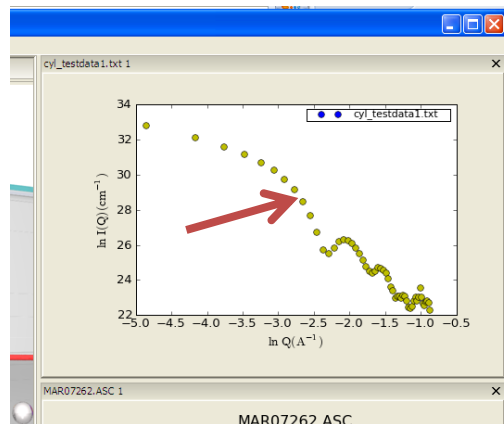 cyl_testdata1.txt 1
34
32
30
28
26
24
22
ln I(Q)(cm⁻¹)
cyl_testdata1.txt
−5.0 −4.5 −4.0 −3.5 −3.0 −2.5 −2.0 −1.5 −1.0 −0.5
ln Q(A⁻¹)
MAR07262.ASC 1
MAR07262.ASC